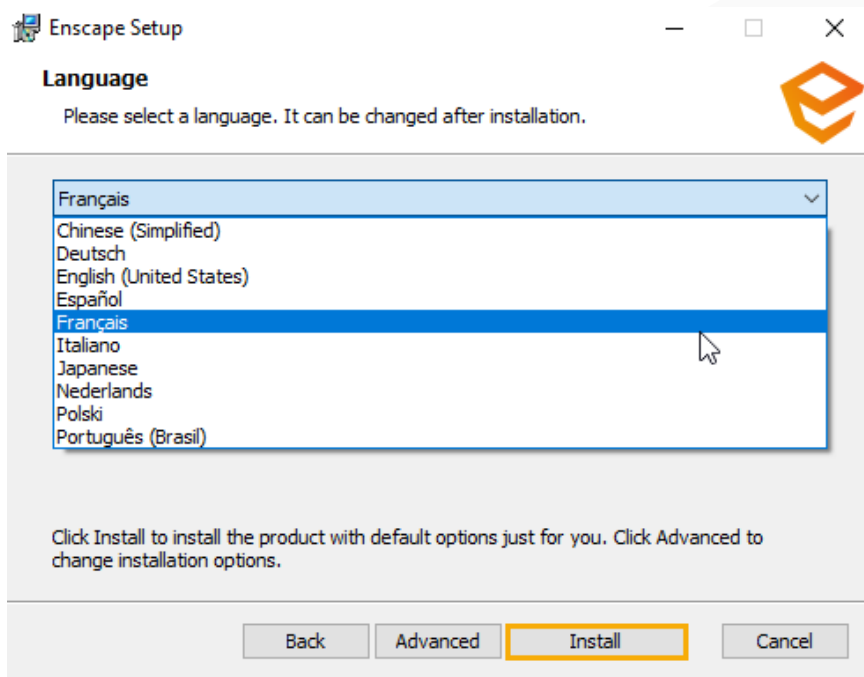 Enscape Setup
Language
Please select a language. It can be changed after installation.
Français
Chinese (Simplified)
Deutsch
English (United States)
Español
Français
Italiano
Japanese
Nederlands
Polski
Português (Brasil)
Click Install to install the product with default options just for you. Click Advanced to
change installation options.
Back Advanced Install Cancel